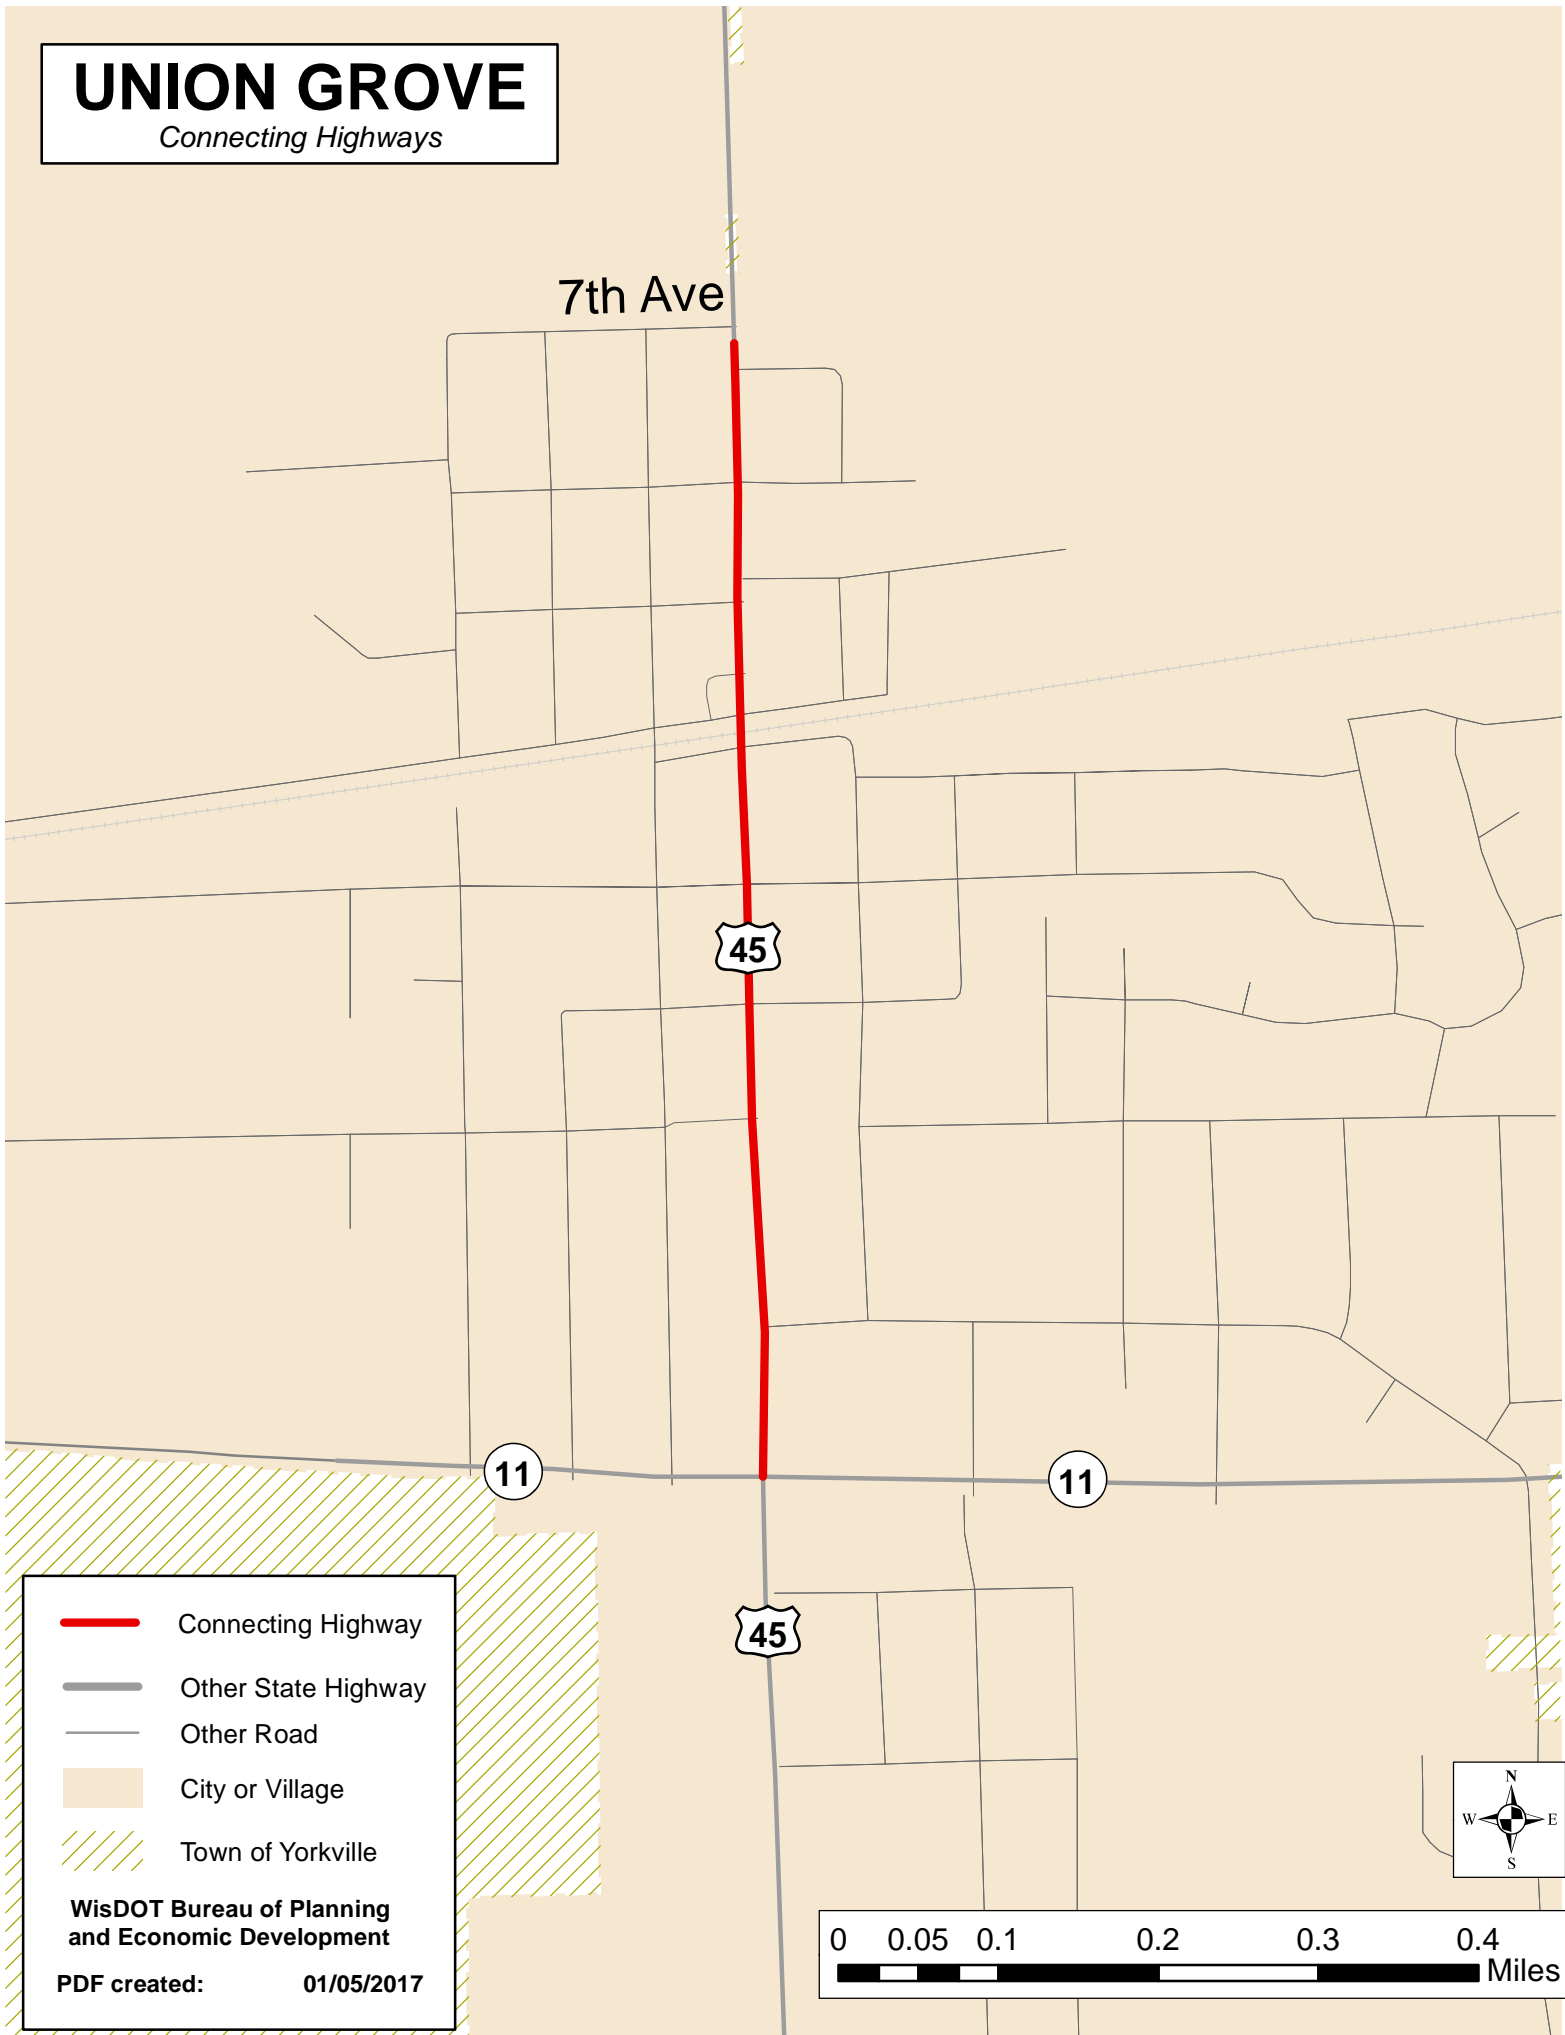 UNION GROVE
Connecting Highways
7th Ave
45
11
11
45
Connecting Highway
Other State Highway
Other Road
City or Village
Town of Yorkville
WisDOT Bureau of Planning
and Economic Development
PDF created: 01/05/2017
N
W E
S
0 0.05 0.1 0.2 0.3 0.4
Miles